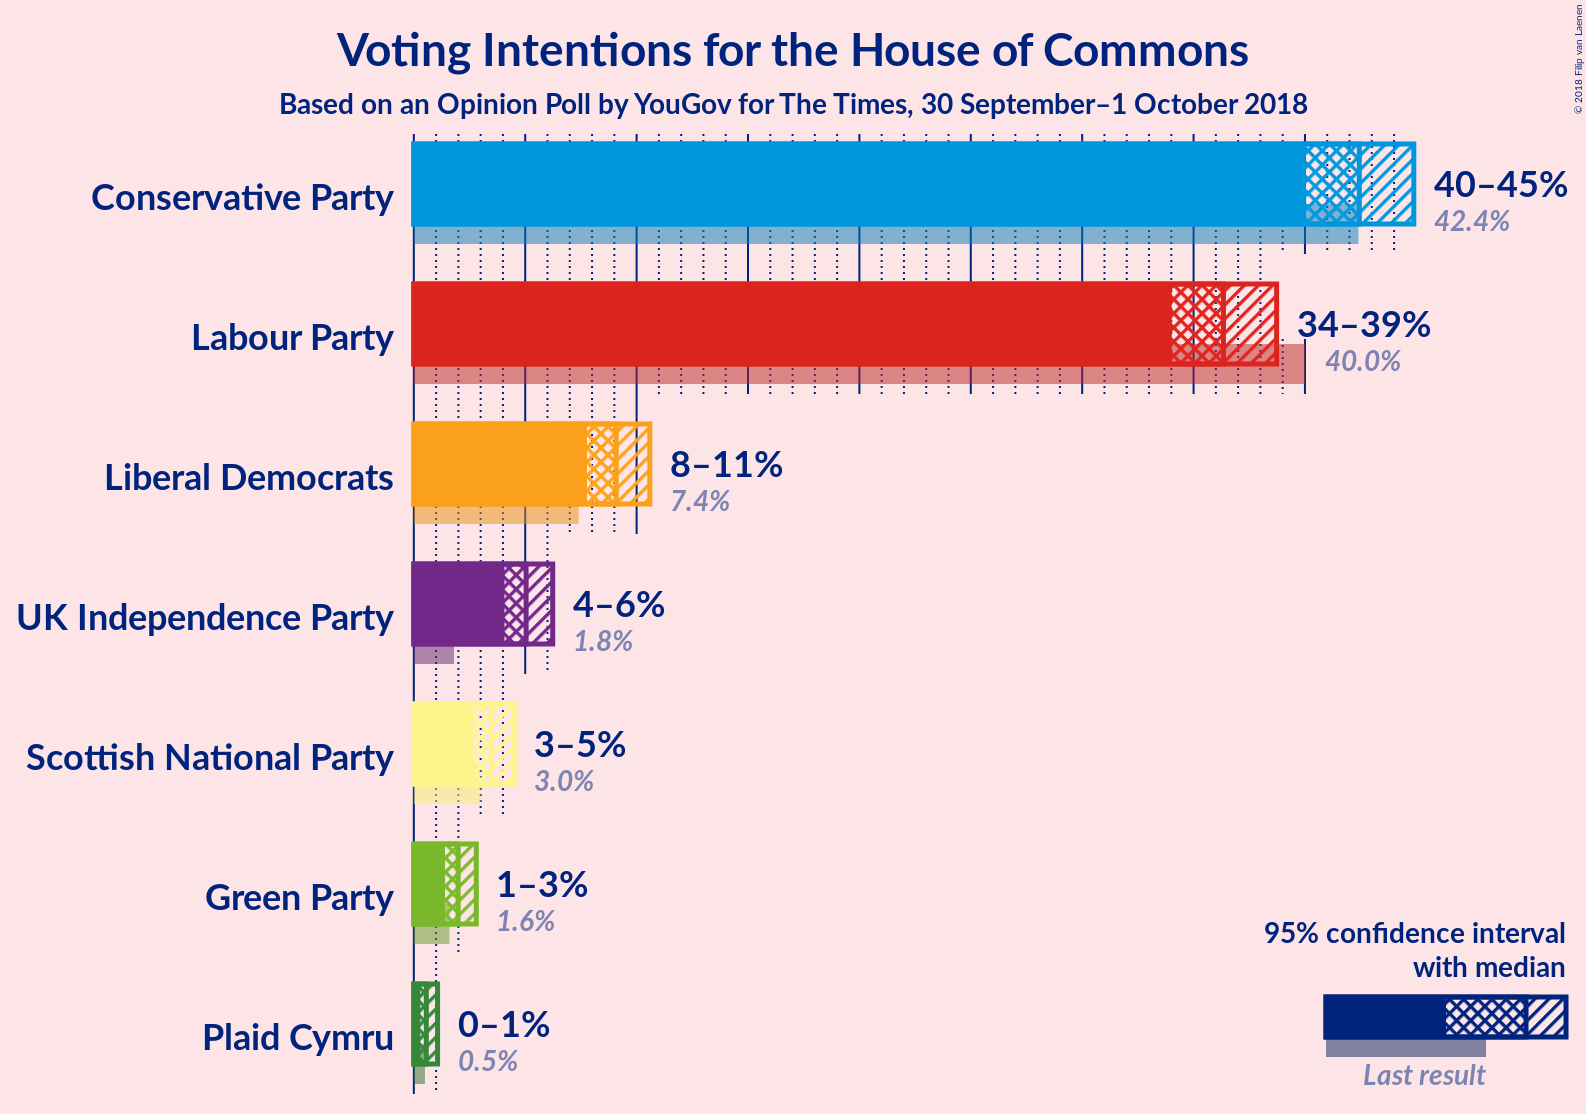 Voting Intentions for the House of Commons
Based on an Opinion Poll by YouGov for The Times, 30 September–1 October 2018
© 2018 Filip van Laenen
Conservative Party
40–45%
42.4%
Labour Party
34–39%
40.0%
Liberal Democrats
8–11%
7.4%
UK Independence Party
4–6%
1.8%
Scottish National Party
3–5%
3.0%
Green Party
1–3%
1.6%
Plaid Cymru
0–1%
0.5%
95% confidence interval
with median
Last result